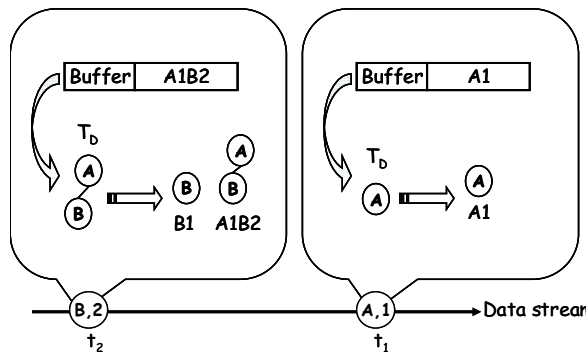 Buffer A1B2
T_D
A
B
B
B1
A
B
A1B2
Buffer A1
T_D
A
A
A1
B,2
t_2
A,1
t_1
Data stream